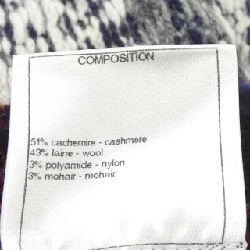 COMPOSITION
51% cachemire - cashmere
43% laine - wool
3% polyamide - nylon
3% mohair - mohair